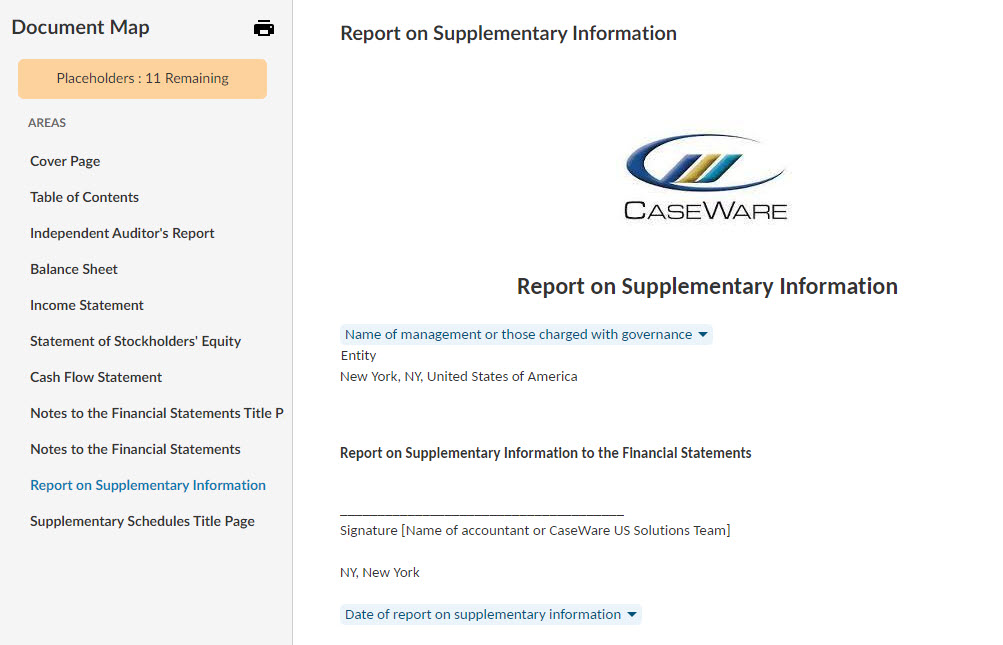 Document Map
Placeholders : 11 Remaining
AREAS
Cover Page
Table of Contents
Independent Auditor's Report
Balance Sheet
Income Statement
Statement of Stockholders' Equity
Cash Flow Statement
Notes to the Financial Statements Title P
Notes to the Financial Statements
Report on Supplementary Information
Supplementary Schedules Title Page
Report on Supplementary Information
CASEWARE
Report on Supplementary Information
Name of management or those charged with governance
Entity
New York, NY, United States of America
Report on Supplementary Information to the Financial Statements
Signature [Name of accountant or CaseWare US Solutions Team]
NY, New York
Date of report on supplementary information